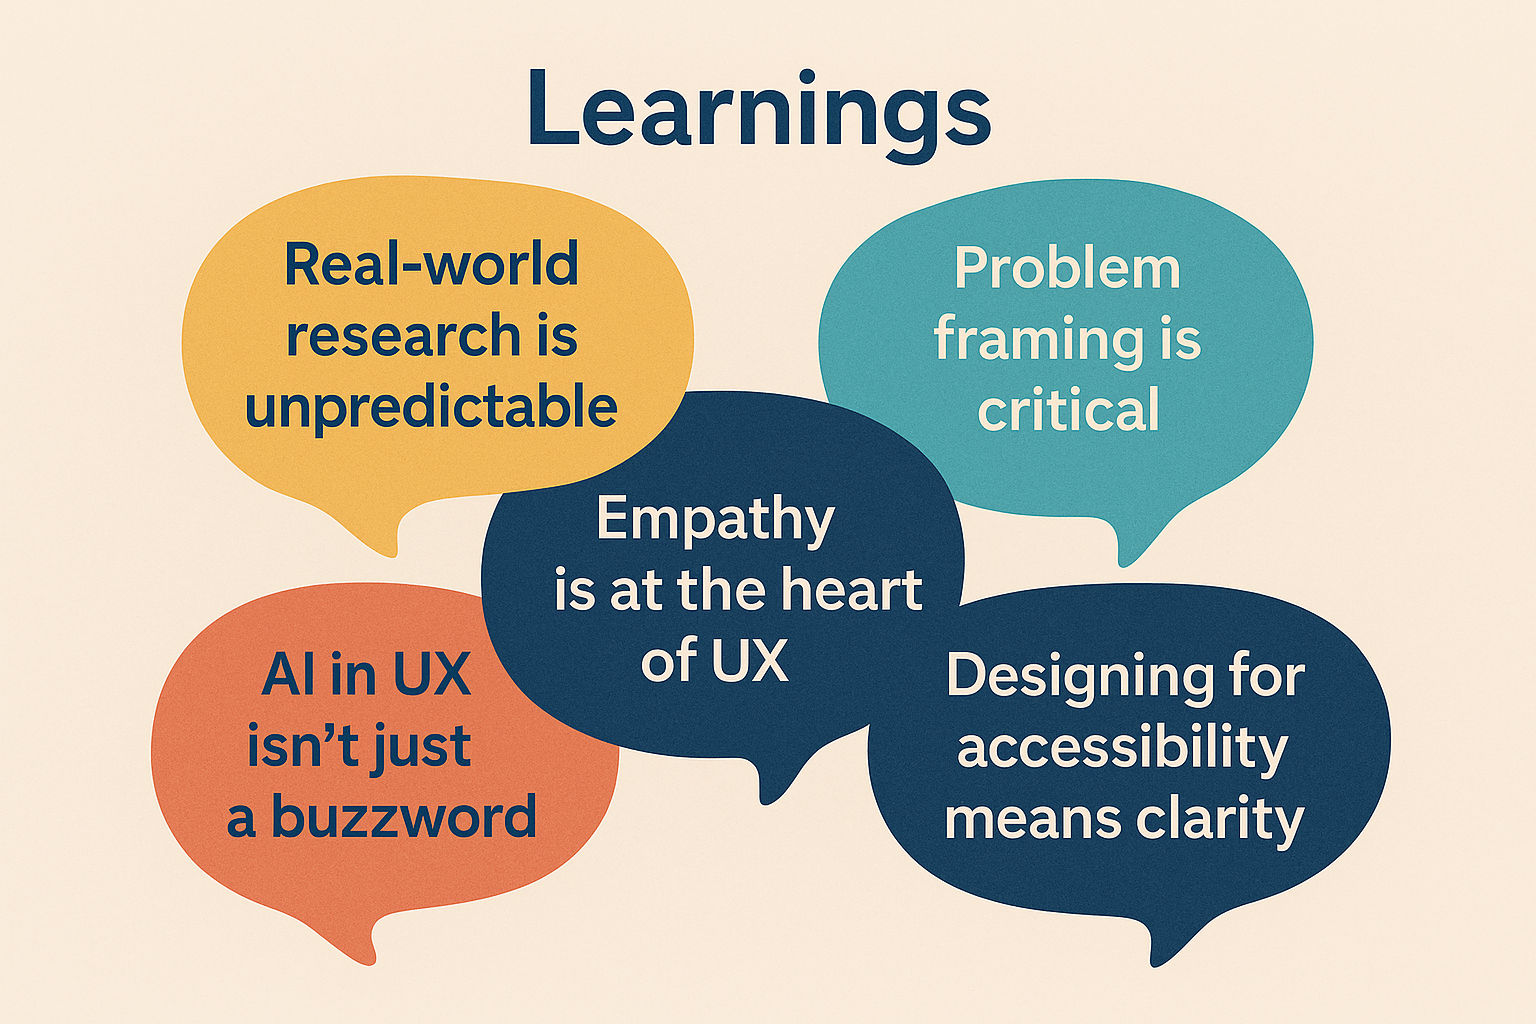 Learnings
Real-world
research is
unpredictable
Problem
framing is
critical
Empathy
is at the heart
of UX
AI in UX
isn’t just
a buzzword
Designing for
accessibility
means clarity